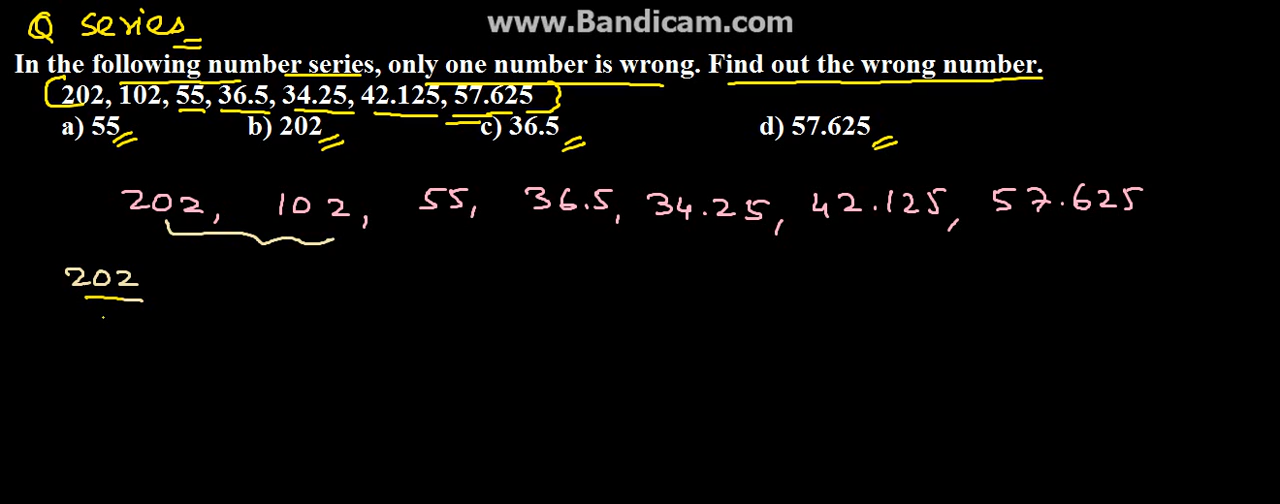 www.Bandicam.com
Q series
In the following number series, only one number is wrong. Find out the wrong number.
202, 102, 55, 36.5, 34.25, 42.125, 57.625
a) 55 b) 202 c) 36.5 d) 57.625
202, 102, 55, 36.5, 34.25, 42.125, 57.625
202